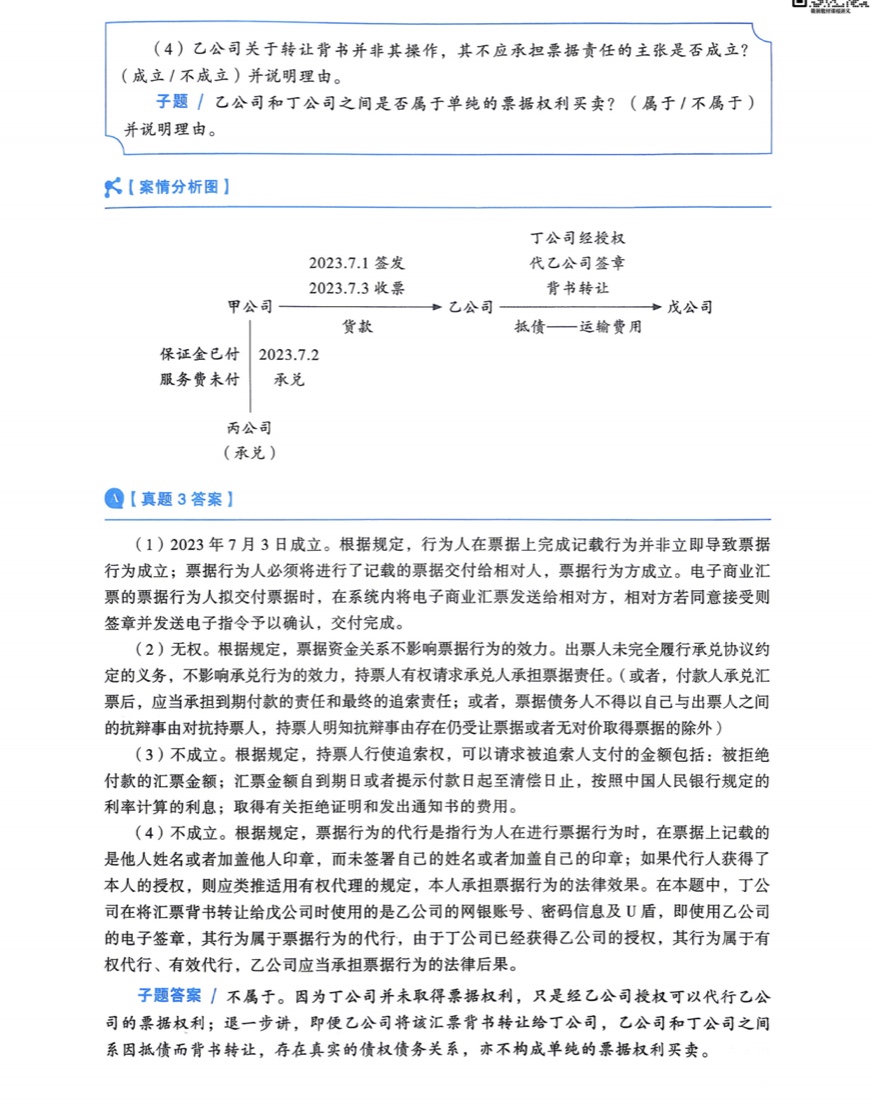 （4）乙公司关于转让背书并非其操作，其不应承担票据责任的主张是否成立？
（成立/不成立）并说明理由。
子题 / 乙公司和丁公司之间是否属于单纯的票据权利买卖？（属于/不属于）
并说明理由。
【案情分析图】
丁公司经授权
2023.7.1 签发 代乙公司签章
2023.7.3 收票 背书转让
甲公司 乙公司 戊公司
货款 抵债——运输费用
保证金已付 2023.7.2
服务费未付 承兑
丙公司
（承兑）
A【真题 3 答案】
（1）2023 年 7 月 3 日成立。根据规定，行为人在票据上完成记载行为并非立即导致票据
行为成立；票据行为人必须将进行了记载的票据交付给相对人，票据行为方成立。电子商业汇
票的票据行为人拟交付票据时，在系统内将电子商业汇票发送给相对方，相对方若同意接受则
签章并发送电子指令予以确认，交付完成。
（2）无权。根据规定，票据资金关系不影响票据行为的效力。出票人未完全履行承兑协议约
定的义务，不影响承兑行为的效力，持票人有权请求承兑人承担票据责任。（或者，付款人承兑汇
票后，应当承担到期付款的责任和最终的追索责任；或者，票据债务人不得以自己与出票人之间
的抗辩事由对抗持票人，持票人明知抗辩事由存在仍受让票据或者无对价取得票据的除外）
（3）不成立。根据规定，持票人行使追索权，可以请求被追索人支付的金额包括：被拒绝
付款的汇票金额；汇票金额自到期日或者提示付款日起至清偿日止，按照中国人民银行规定的
利率计算的利息；取得有关拒绝证明和发出通知书的费用。
（4）不成立。根据规定，票据行为的代行是指行为人在进行票据行为时，在票据上记载的
是他人姓名或者加盖他人印章，而未签署自己的姓名或者加盖自己的印章；如果代行人获得了
本人的授权，则应类推适用有权代理的规定，本人承担票据行为的法律效果。在本题中，丁公
司在将汇票背书转让给戊公司时使用的是乙公司的网银账号、密码信息及 U 盾，即使用乙公司
的电子签章，其行为属于票据行为的代行，由于丁公司已经获得乙公司的授权，其行为属于有
权代行、有效代行，乙公司应当承担票据行为的法律后果。
子题答案 / 不属于。因为丁公司并未取得票据权利，只是经乙公司授权可以代行乙公
司的票据权利；退一步讲，即便乙公司将该汇票背书转让给丁公司，乙公司和丁公司之间
系因抵债而背书转让，存在真实的债权债务关系，亦不构成单纯的票据权利买卖。